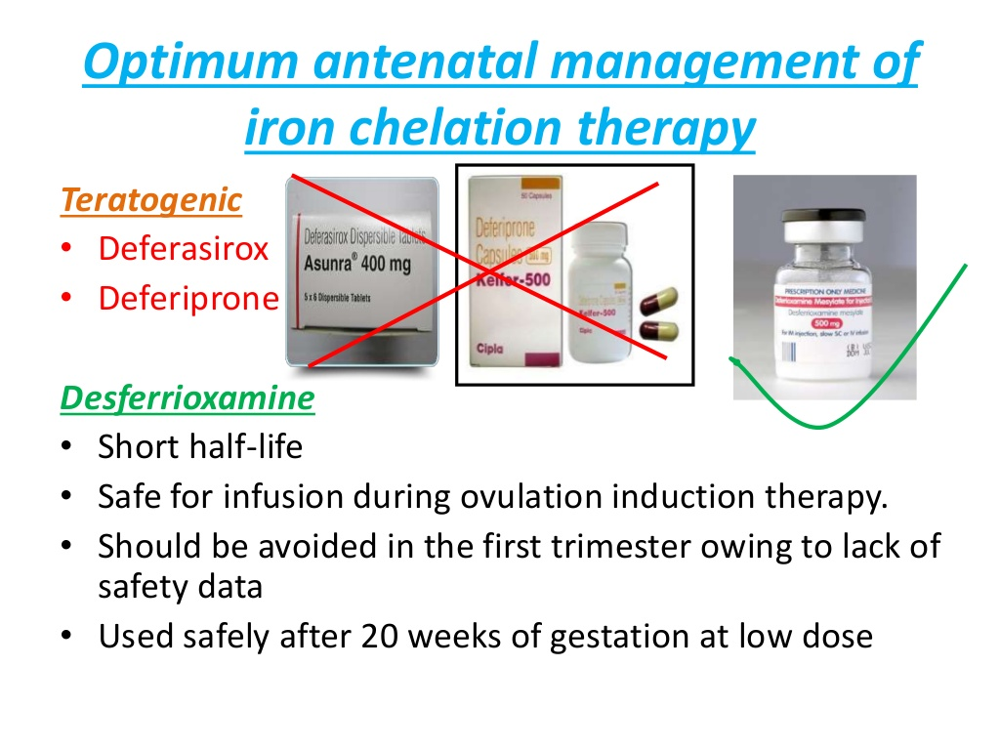 Optimum antenatal management of
iron chelation therapy
Teratogenic
• Deferasirox
• Deferiprone
Deferasirox Dispersible Tablets
Asunra® 400 mg
5 x 6 Dispersible Tablets
50 Capsules
Deferiprone
Capsules
Kelfer-500
Cipla
Kelfer-500
Cipla
PRESCRIPTION ONLY MEDICINE
Desferrioxamine Mesylate for Injection
Desferrioxamine mesylate
500 mg
For IM injection, slow SC or IV infusion
Desferrioxamine
• Short half-life
• Safe for infusion during ovulation induction therapy.
• Should be avoided in the first trimester owing to lack of
safety data
• Used safely after 20 weeks of gestation at low dose